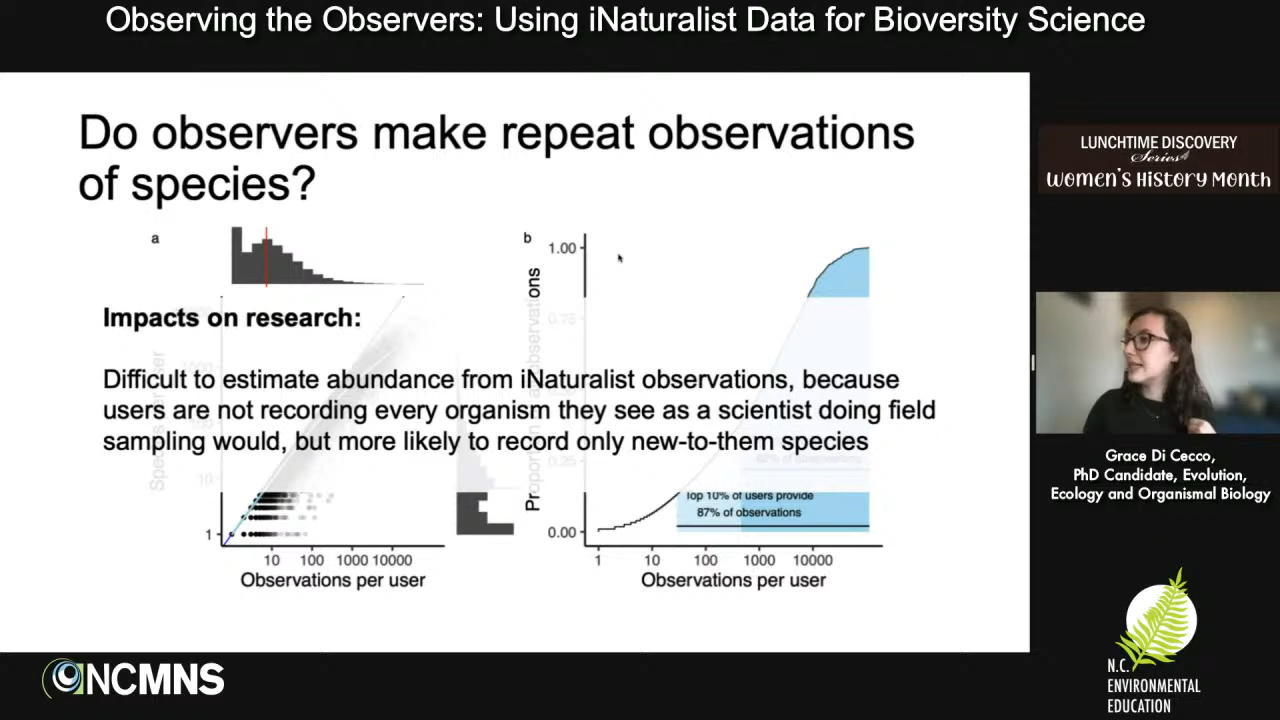 Observing the Observers: Using iNaturalist Data for Bioversity Science
Do observers make repeat observations
of species?
a
b
Impacts on research:
Difficult to estimate abundance from iNaturalist observations, because
users are not recording every organism they see as a scientist doing field
sampling would, but more likely to record only new-to-them species
10
1
10 100 1000 10000
Observations per user
1.00
0.75
0.25
0.00
Top 10% of users provide
87% of observations
1 10 100 1000 10000
Observations per user
LUNCHTIME DISCOVERY
Series
Women's History Month
Grace Di Cecco,
PhD Candidate, Evolution,
Ecology and Organismal Biology
NCMNS
N.C.
ENVIRONMENTAL
EDUCATION